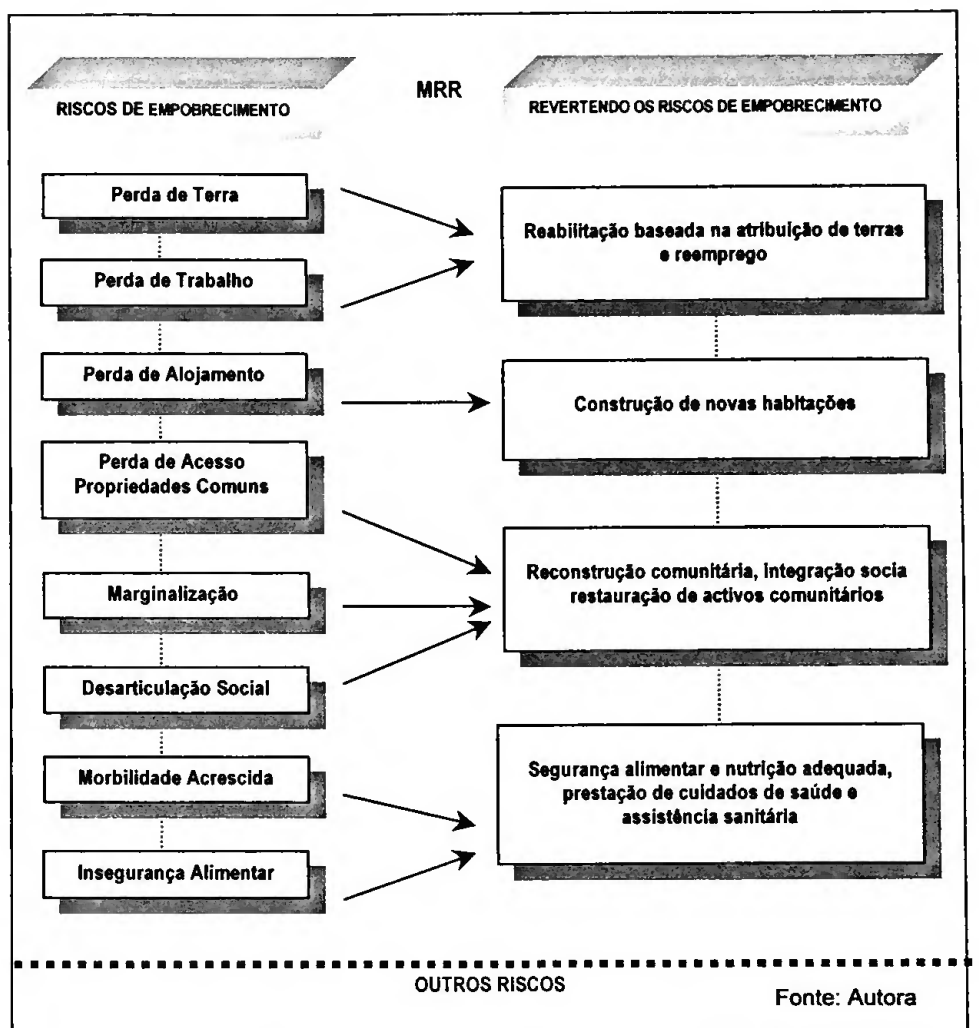 MRR
RISCOS DE EMPOBRECIMENTO
REVERTENDO OS RISCOS DE EMPOBRECIMENTO
Perda de Terra
Perda de Trabalho
Perda de Alojamento
Perda de Acesso
Propriedades Comuns
Marginalização
Desarticulação Social
Morbilidade Acrescida
Insegurança Alimentar
Reabilitação baseada na atribuição de terras
e reemprego
Construção de novas habitações
Reconstrução comunitária, integração socia
restauração de activos comunitários
Segurança alimentar e nutrição adequada,
prestação de cuidados de saúde e
assistência sanitária
OUTROS RISCOS
Fonte: Autora